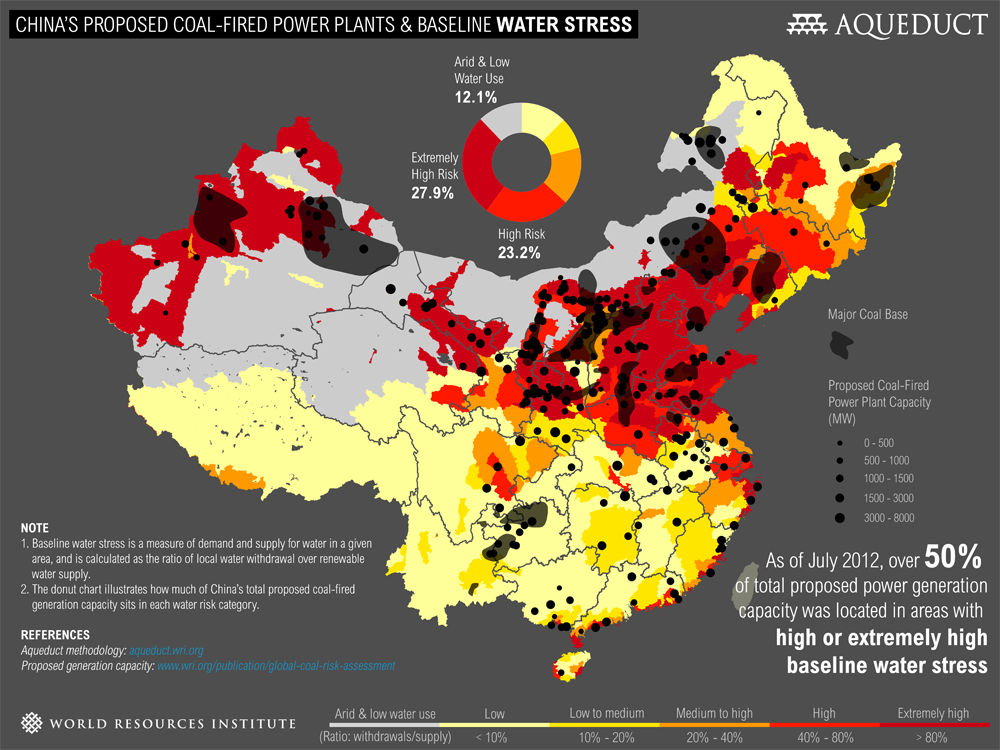 CHINA'S PROPOSED COAL-FIRED POWER PLANTS & BASELINE WATER STRESS
AQUEDUCT
Arid & Low
Water Use
12.1%
Extremely
High Risk
27.9%
High Risk
23.2%
Major Coal Base
Proposed Coal-Fired
Power Plant Capacity
(MW)
0 - 500
500 - 1000
1000 - 1500
1500 - 3000
3000 - 8000
NOTE
1. Baseline water stress is a measure of demand and supply for water in a given
area, and is calculated as the ratio of local water withdrawal over renewable
water supply.
2. The donut chart illustrates how much of China's total proposed coal-fired
generation capacity sits in each water risk category.
REFERENCES
Aqueduct methodology: aqueduct.wri.org
Proposed generation capacity: www.wri.org/publication/global-coal-risk-assessment
As of July 2012, over 50%
of total proposed power generation
capacity was located in areas with
high or extremely high
baseline water stress
WORLD RESOURCES INSTITUTE
Arid & low water use Low Low to medium Medium to high High Extremely high
(Ratio: withdrawals/supply) < 10% 10% - 20% 20% - 40% 40% - 80% > 80%